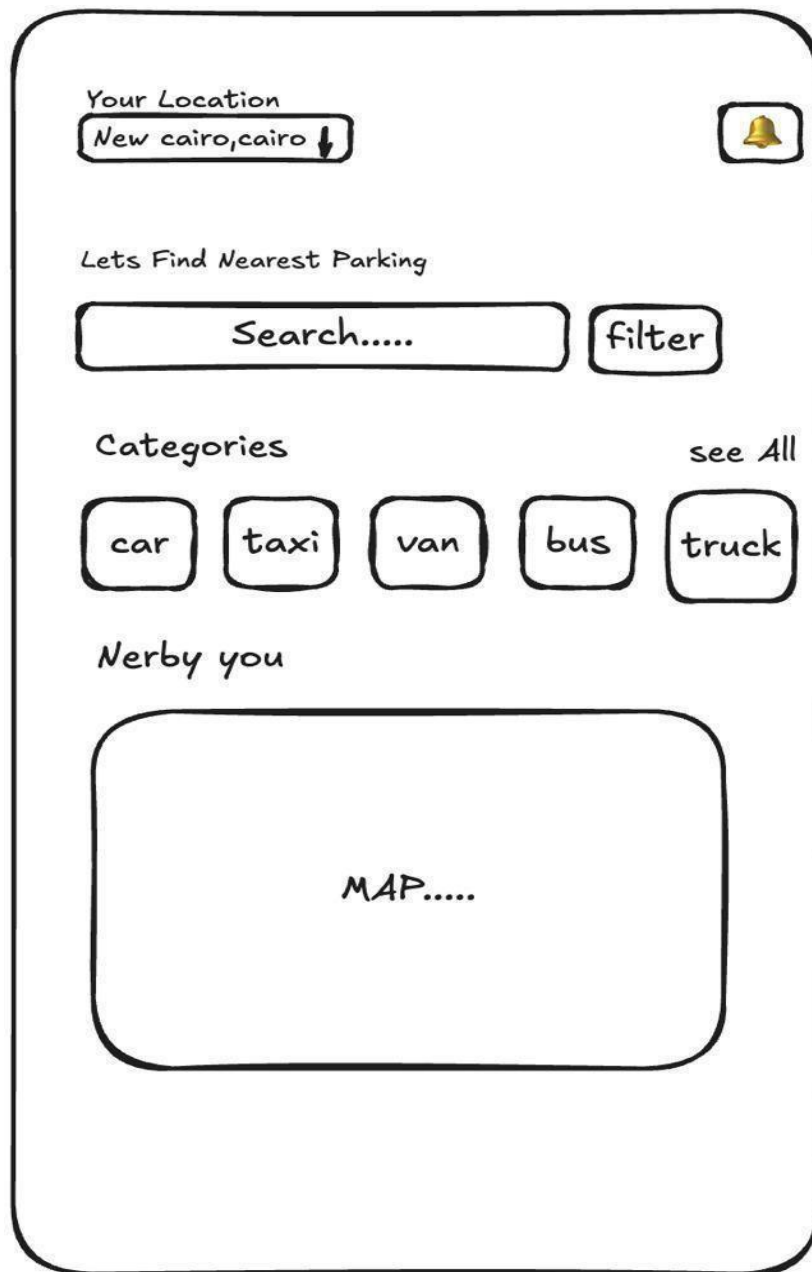 Your Location
New cairo,cairo
Lets Find Nearest Parking
Search.....
filter
Categories
see All
car
taxi
van
bus
truck
Nerby you
MAP.....